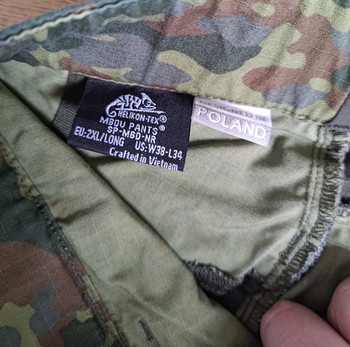 HELIKON-TEX®
MBDU PANTS®
SP-MBD-NR
EU:2XL/LONG US:W38-L34
Crafted in Vietnam
POLAND